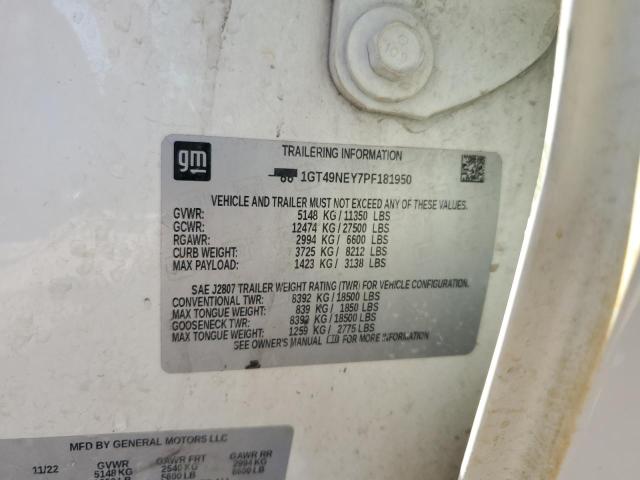 gm
TRAILERING INFORMATION
1GT49NEY7PF181950
VEHICLE AND TRAILER MUST NOT EXCEED ANY OF THESE VALUES.
GVWR: 5148 KG / 11350 LBS
GCWR: 12474 KG / 27500 LBS
RGAWR: 2994 KG / 6600 LBS
CURB WEIGHT: 3725 KG / 8212 LBS
MAX PAYLOAD: 1423 KG / 3138 LBS
SAE J2807 TRAILER WEIGHT RATING (TWR) FOR VEHICLE CONFIGURATION.
CONVENTIONAL TWR: 8392 KG / 18500 LBS
MAX TONGUE WEIGHT: 839 KG / 1850 LBS
GOOSENECK TWR: 8392 KG / 18500 LBS
MAX TONGUE WEIGHT: 1259 KG / 2775 LBS
SEE OWNER'S MANUAL FOR MORE INFORMATION
MFD BY GENERAL MOTORS LLC
11/22 GVWR GAWR FRT GAWR RR
5148 KG 2540 KG 2994 KG
5600 LB 6600 LB